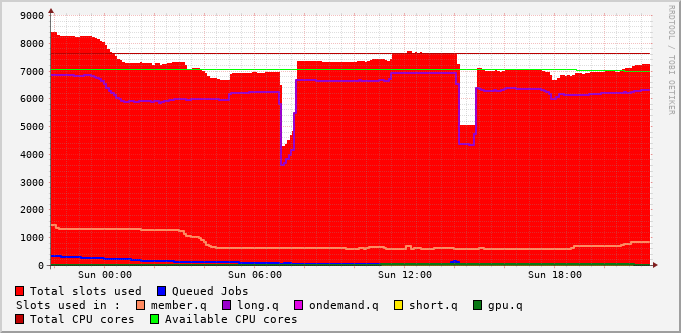 9000
8000
7000
6000
5000
4000
3000
2000
1000
0
Sun 00:00 Sun 06:00 Sun 12:00 Sun 18:00
RRDTOOL / TOBI OETIKER
Total slots used Queued Jobs
Slots used in : member.q long.q ondemand.q short.q gpu.q
Total CPU cores Available CPU cores